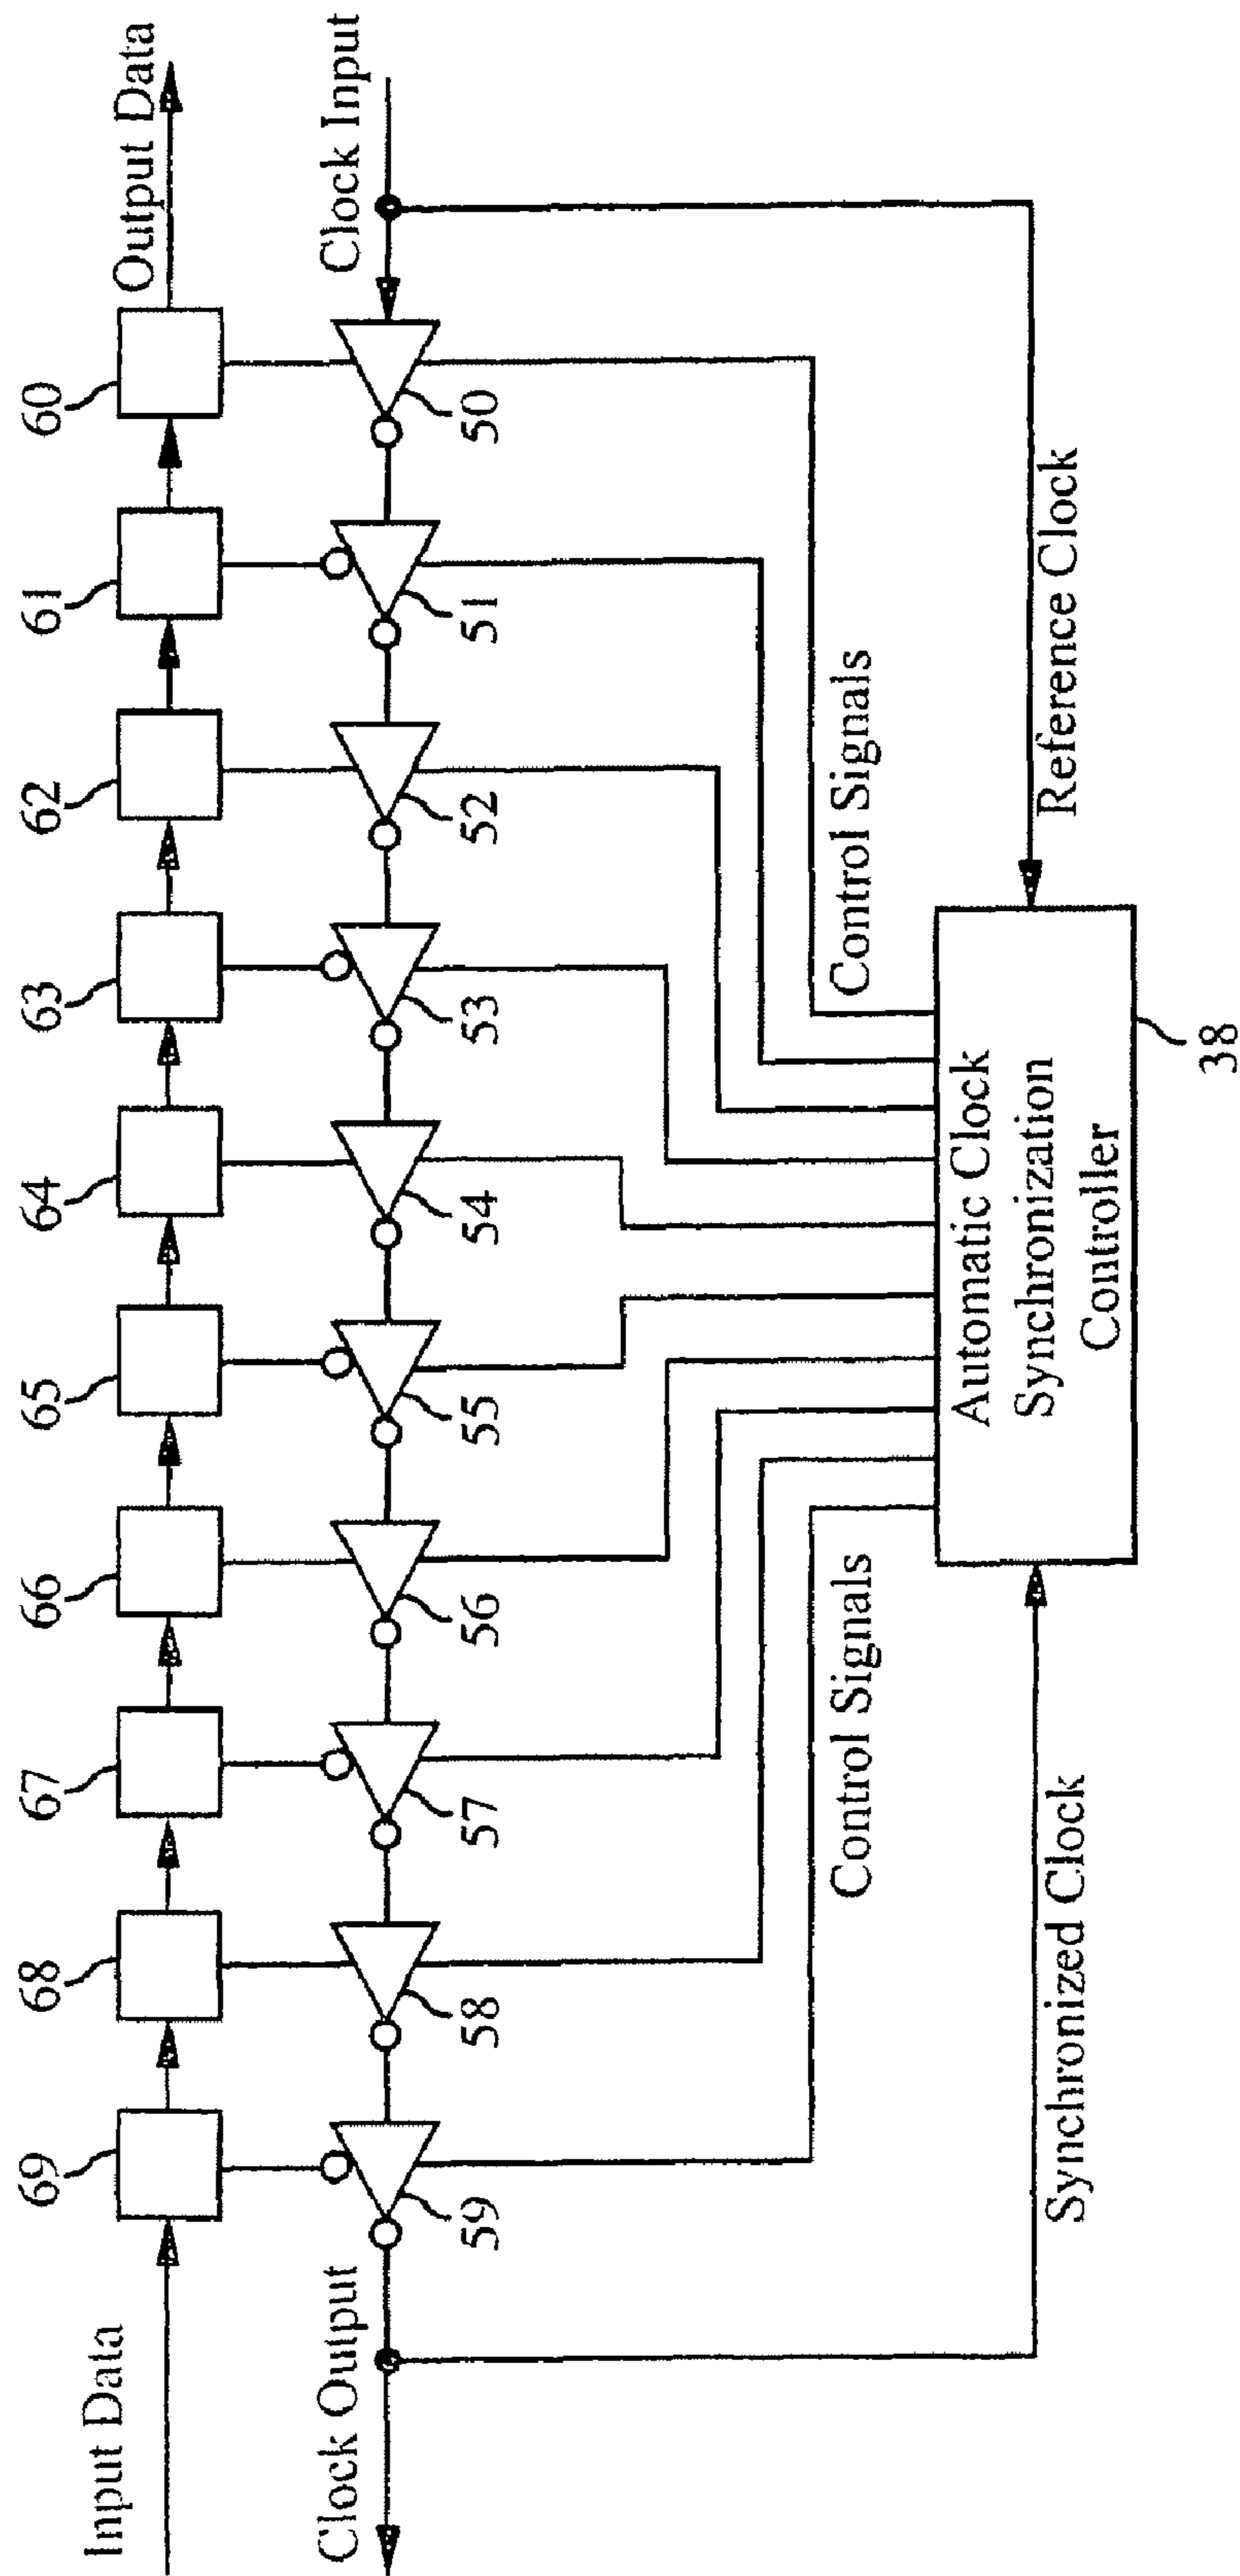 Input Data
69
68
67
66
65
64
63
62
61
60
Output Data
Clock Output
59
58
57
56
55
54
53
52
51
50
Clock Input
Control Signals
Control Signals
Synchronized Clock
Automatic Clock
Synchronization
Controller
Reference Clock
38